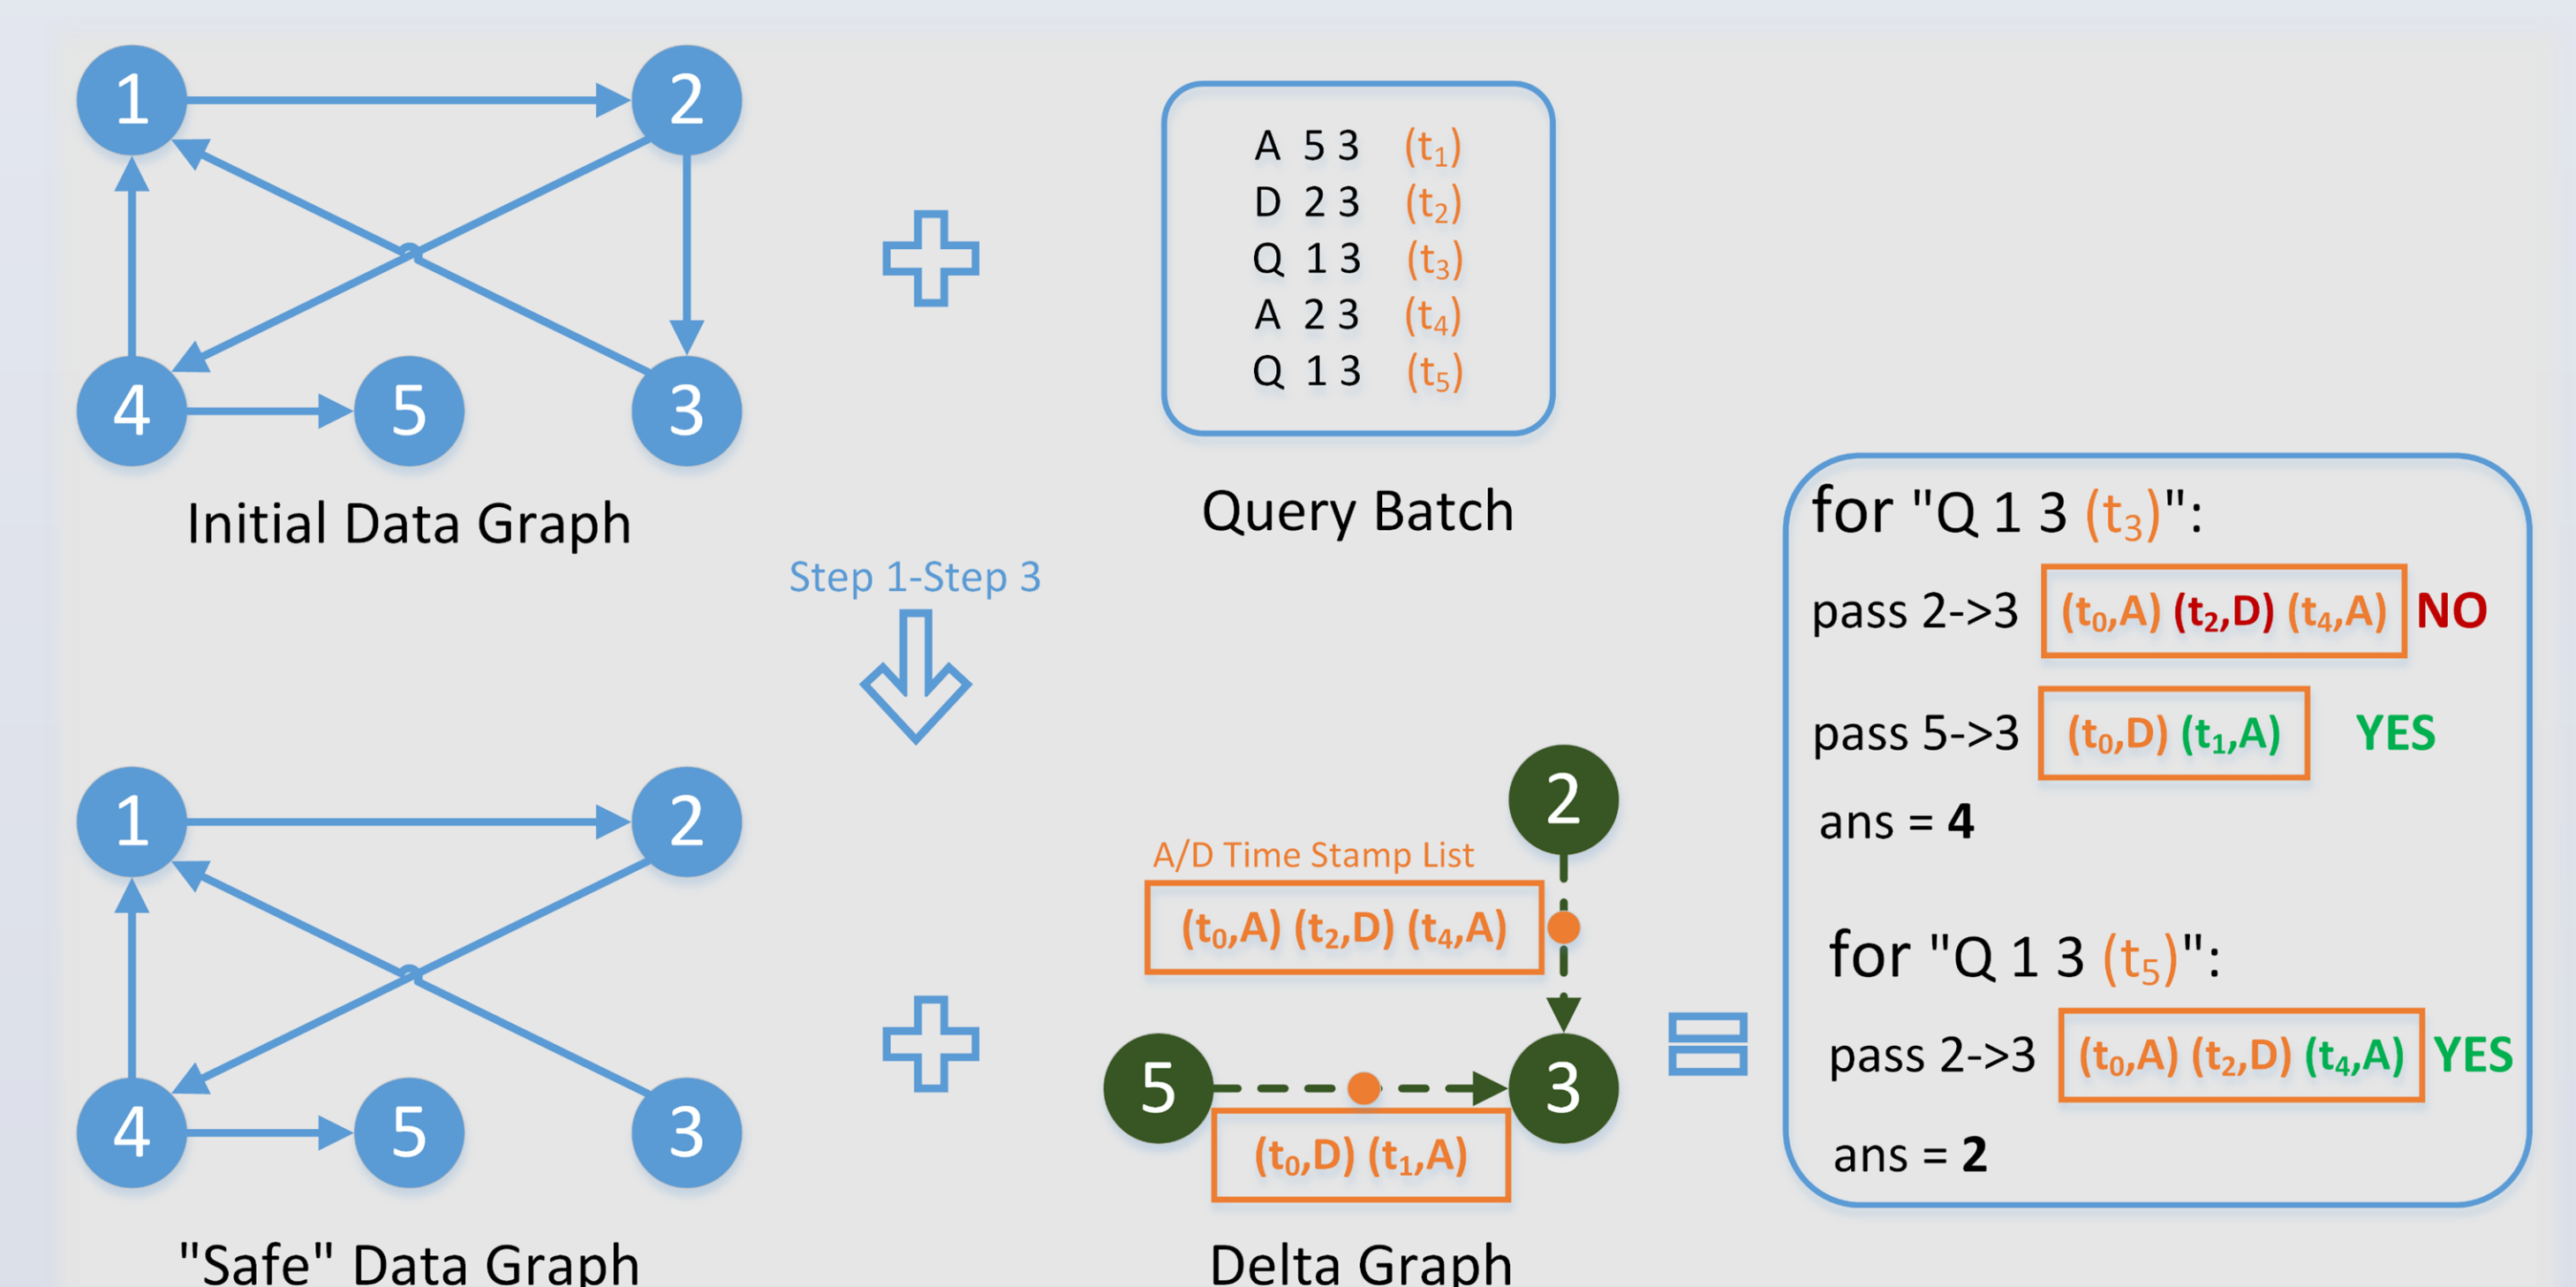 1
2
4
5
3
Initial Data Graph
A 5 3 (t1)
D 2 3 (t2)
Q 1 3 (t3)
A 2 3 (t4)
Q 1 3 (t5)
Query Batch
Step 1-Step 3
1
2
4
5
3
"Safe" Data Graph
2
A/D Time Stamp List
(t0,A) (t2,D) (t4,A)
5
3
(t0,D) (t1,A)
Delta Graph
for "Q 1 3 (t3)":
pass 2->3 (t0,A) (t2,D) (t4,A) NO
pass 5->3 (t0,D) (t1,A) YES
ans = 4
for "Q 1 3 (t5)":
pass 2->3 (t0,A) (t2,D) (t4,A) YES
ans = 2